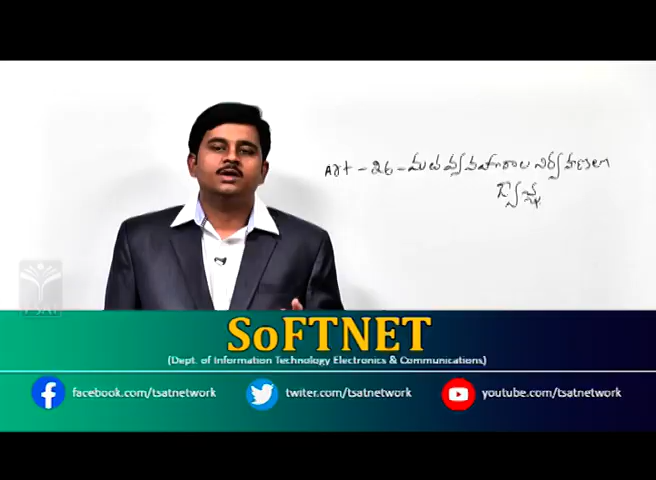 Art - 26 - మత వ్యవహారాల నిర్వహణలో
స్వేచ్ఛ
T-SAT
SoFTNET
(Dept. of Information Technology Electronics & Communications)
facebook.com/tsatnetwork
twiter.com/tsatnetwork
youtube.com/tsatnetwork